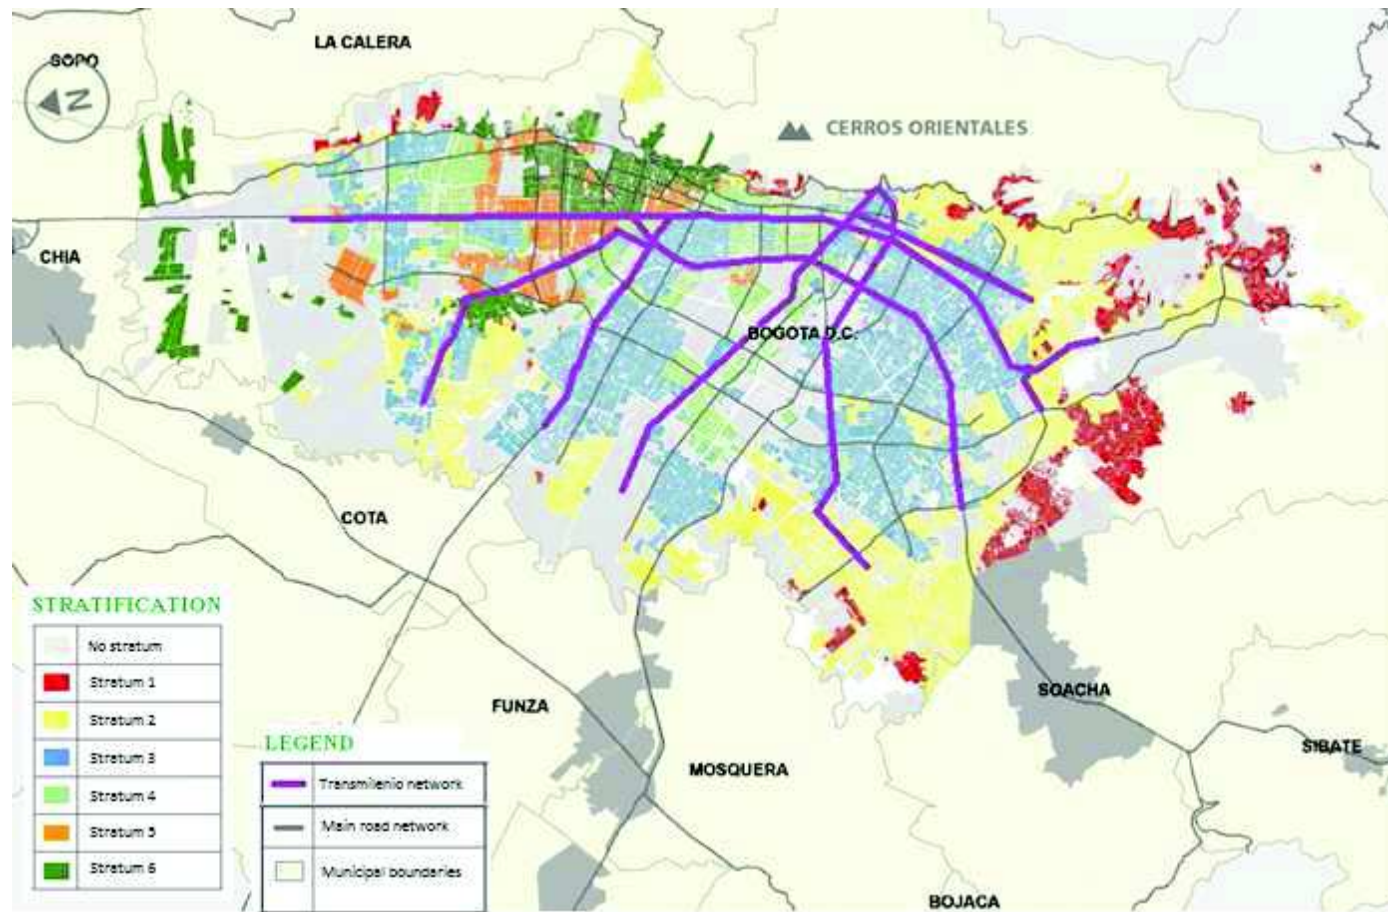 LA CALERA
SOPO
N
CERROS ORIENTALES
CHIA
BOGOTA D.C.
COTA
STRATIFICATION
No stratum
Stratum 1
Stratum 2
Stratum 3
Stratum 4
Stratum 5
Stratum 6
LEGEND
Transmilenio network
Main road network
Municipal boundaries
FUNZA
MOSQUERA
SOACHA
SIBATE
BOJACA